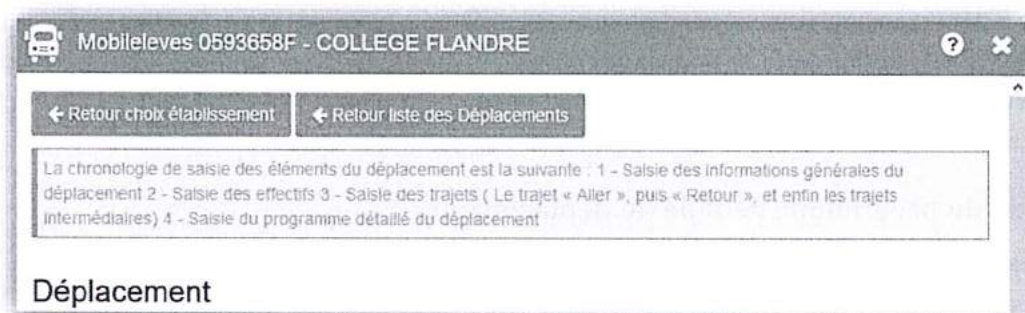 Mobileleves 0593658F - COLLEGE FLANDRE
← Retour choix établissement ← Retour liste des Déplacements
La chronologie de saisie des éléments du déplacement est la suivante : 1 - Saisie des informations générales du
déplacement 2 - Saisie des effectifs 3 - Saisie des trajets ( Le trajet « Aller », puis « Retour », et enfin les trajets
intermédiaires) 4 - Saisie du programme détaillé du déplacement
Déplacement